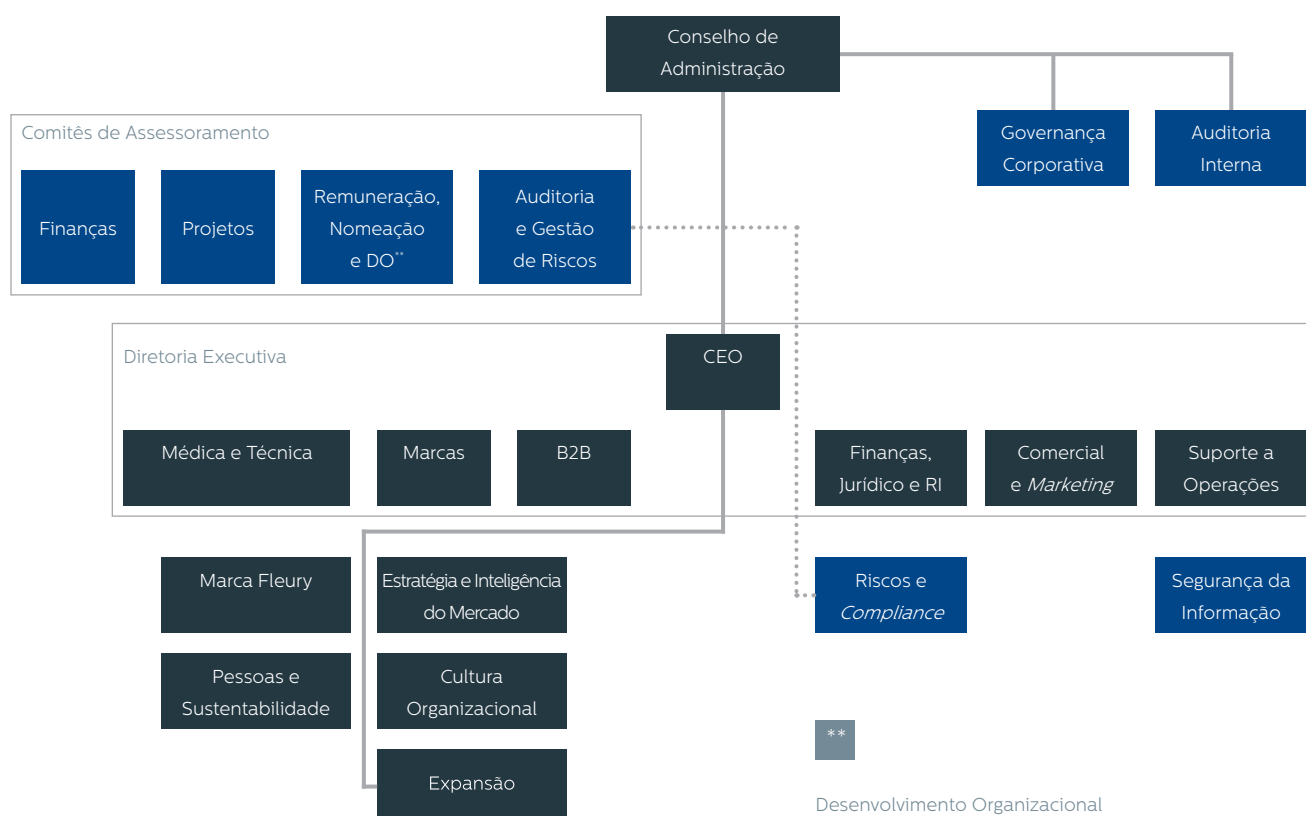 Conselho de
Administração
Comitês de Assessoramento
Governança
Corporativa
Auditoria
Interna
Finanças
Projetos
Remuneração,
Nomeação
e DO**
Auditoria
e Gestão
de Riscos
Diretoria Executiva
CEO
Médica e Técnica
Marcas
B2B
Finanças,
Jurídico e RI
Comercial
e Marketing
Suporte a
Operações
Marca Fleury
Estratégia e Inteligência
do Mercado
Riscos e
Compliance
Segurança da
Informação
Pessoas e
Sustentabilidade
Cultura
Organizacional
Expansão
**
Desenvolvimento Organizacional